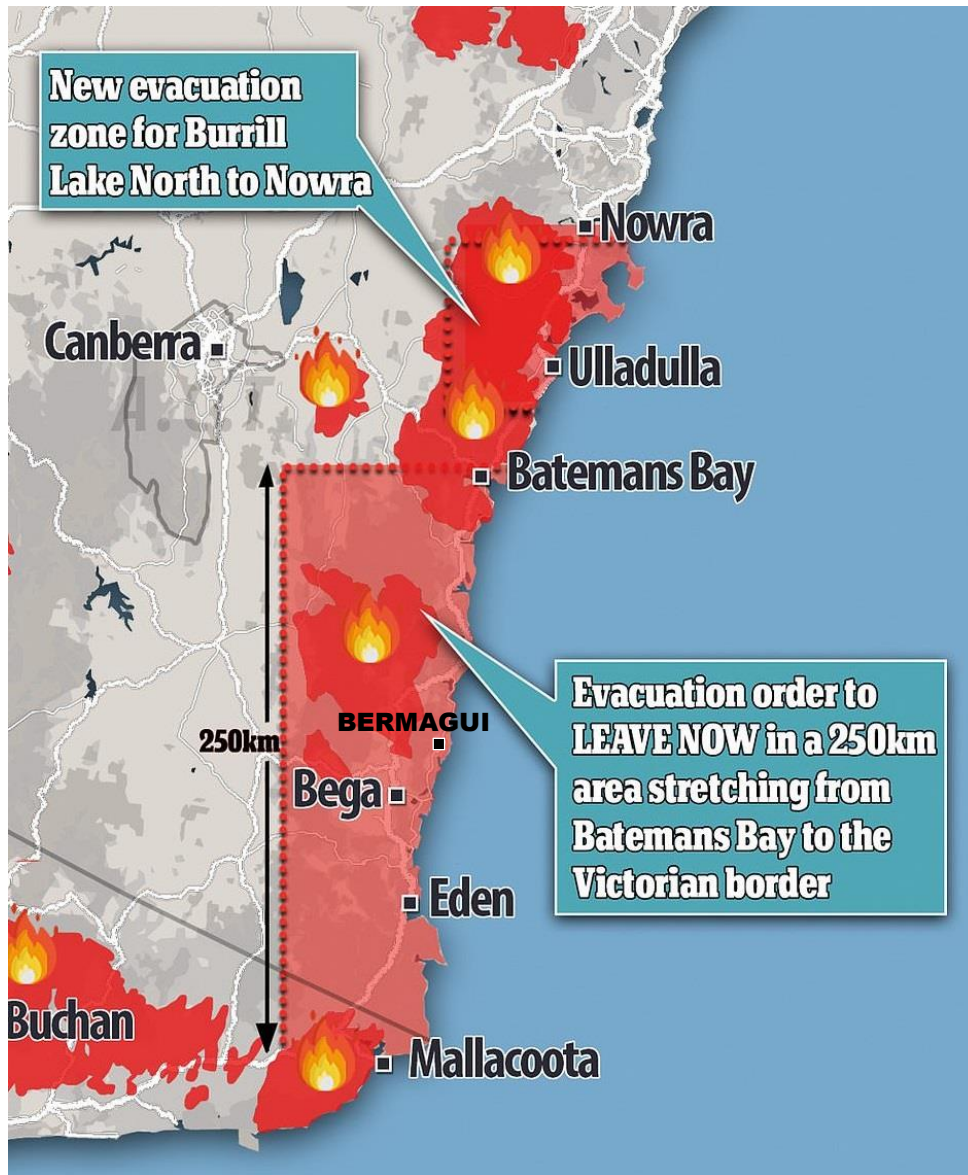 New evacuation
zone for Burrill
Lake North to Nowra
Nowra
Canberra
A.C.T
Ulladulla
Batemans Bay
Evacuation order to
LEAVE NOW in a 250km
area stretching from
Batemans Bay to the
Victorian border
BERMAGUI
250km
Bega
Eden
Buchan
Mallacoota